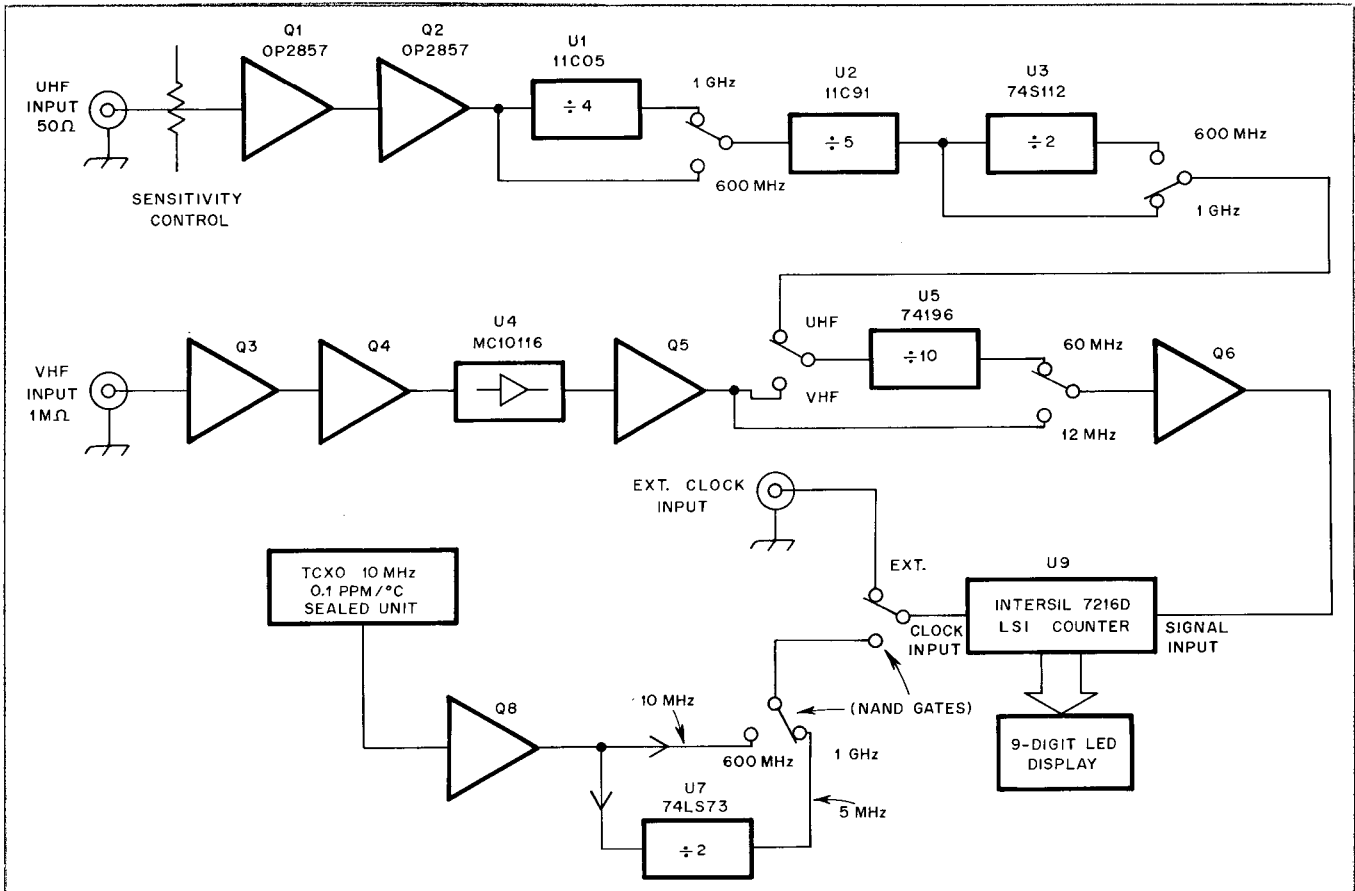 UHF
INPUT
50Ω
SENSITIVITY
CONTROL
Q1
OP2857
Q2
OP2857
U1
11C05
÷4
1 GHz
600 MHz
U2
11C91
÷5
U3
74S112
÷2
600 MHz
1 GHz
VHF
INPUT
1MΩ
Q3
Q4
U4
MC10116
Q5
UHF
VHF
U5
74196
÷10
60 MHz
12 MHz
Q6
EXT. CLOCK
INPUT
EXT.
CLOCK
INPUT
U9
INTERSIL 7216D
LSI COUNTER
SIGNAL
INPUT
9-DIGIT LED
DISPLAY
TCXO 10 MHz
0.1 PPM/°C
SEALED UNIT
Q8
10 MHz
600 MHz
(NAND GATES)
1 GHz
5 MHz
U7
74LS73
÷2